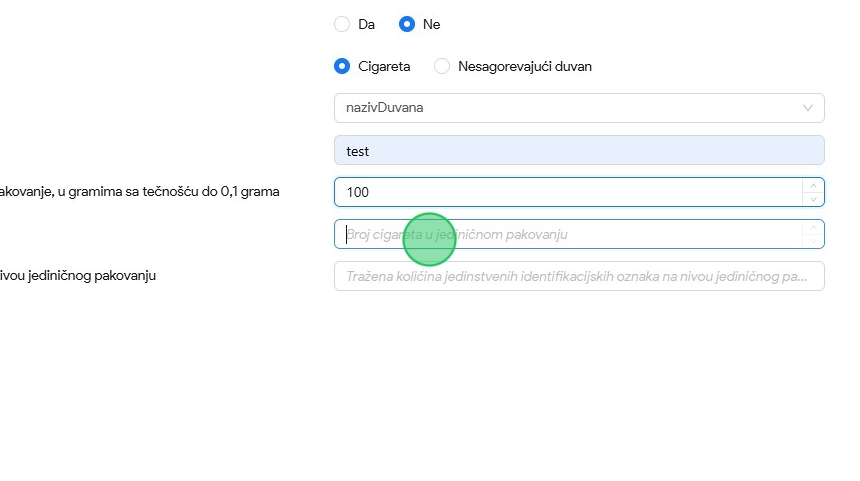 Da Ne
Cigareta Nesagorevajući duvan
nazivDuvana
test
akovanje, u gramima sa tečnošću do 0,1 grama 100
Broj cigareta u jediničnom pakovanju
ivou jediničnog pakovanju Tražena količina jedinstvenih identifikacijskih oznaka na nivou jediničnog pa...